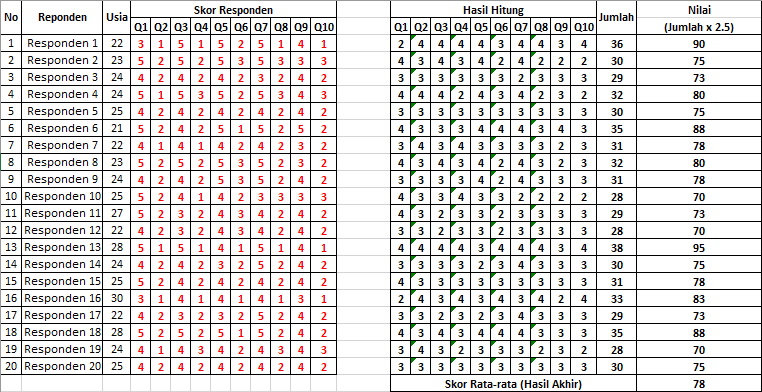 Skor Responden Hasil Hitung Nilai
No Reponden Usia Jumlah
Q1 Q2 Q3 Q4 Q5 Q6 Q7 Q8 Q9 Q10 Q1 Q2 Q3 Q4 Q5 Q6 Q7 Q8 Q9 Q10 (Jumlah x 2.5)
1 Responden 1 22 3 1 5 1 5 2 5 1 4 1 2 4 4 4 4 3 4 4 3 4 36 90
2 Responden 2 23 5 2 5 2 5 3 5 3 3 3 4 3 4 3 4 2 4 2 2 2 30 75
3 Responden 3 24 4 2 4 2 4 2 3 2 4 2 3 3 3 3 3 3 2 3 3 3 29 73
4 Responden 4 24 5 1 5 3 5 2 5 3 4 3 4 4 4 2 4 3 4 2 3 2 32 80
5 Responden 5 25 4 2 4 2 4 2 4 2 4 2 3 3 3 3 3 3 3 3 3 3 30 75
6 Responden 6 21 5 2 4 2 5 1 5 2 5 2 4 3 3 3 4 4 4 3 4 3 35 88
7 Responden 7 22 4 1 4 1 4 2 4 2 3 2 3 4 3 4 3 3 3 3 2 3 31 78
8 Responden 8 23 5 2 5 2 5 3 5 2 3 2 4 3 4 3 4 2 4 3 2 3 32 80
9 Responden 9 24 4 2 4 2 5 3 5 2 4 2 3 3 3 3 4 2 4 3 3 3 31 78
10 Responden 10 25 5 2 4 1 4 2 3 3 3 3 4 3 3 4 3 3 2 2 2 2 28 70
11 Responden 11 27 5 2 3 2 4 3 4 2 4 2 4 3 2 3 3 2 3 3 3 3 29 73
12 Responden 12 22 4 2 3 2 4 3 4 2 4 2 3 3 2 3 3 2 3 3 3 3 28 70
13 Responden 13 28 5 1 5 1 4 1 5 1 4 1 4 4 4 4 3 4 4 4 3 4 38 95
14 Responden 14 24 4 2 4 2 3 2 5 2 4 2 3 3 3 3 2 3 4 3 3 3 30 75
15 Responden 15 25 5 2 4 2 4 2 4 2 4 2 4 3 3 3 3 3 3 3 3 3 31 78
16 Responden 16 30 3 1 4 1 4 1 4 1 3 1 2 4 3 4 3 4 3 4 2 4 33 83
17 Responden 17 22 4 2 3 2 3 2 5 2 4 2 3 3 2 3 2 3 4 3 3 3 29 73
18 Responden 18 28 5 2 5 2 5 1 5 2 4 2 4 3 4 3 4 4 4 3 3 3 35 88
19 Responden 19 24 4 1 4 3 4 2 4 3 4 3 3 4 3 2 3 3 3 2 3 2 28 70
20 Responden 20 25 4 2 4 2 4 2 4 2 4 2 3 3 3 3 3 3 3 3 3 3 30 75
Skor Rata-rata (Hasil Akhir) 78